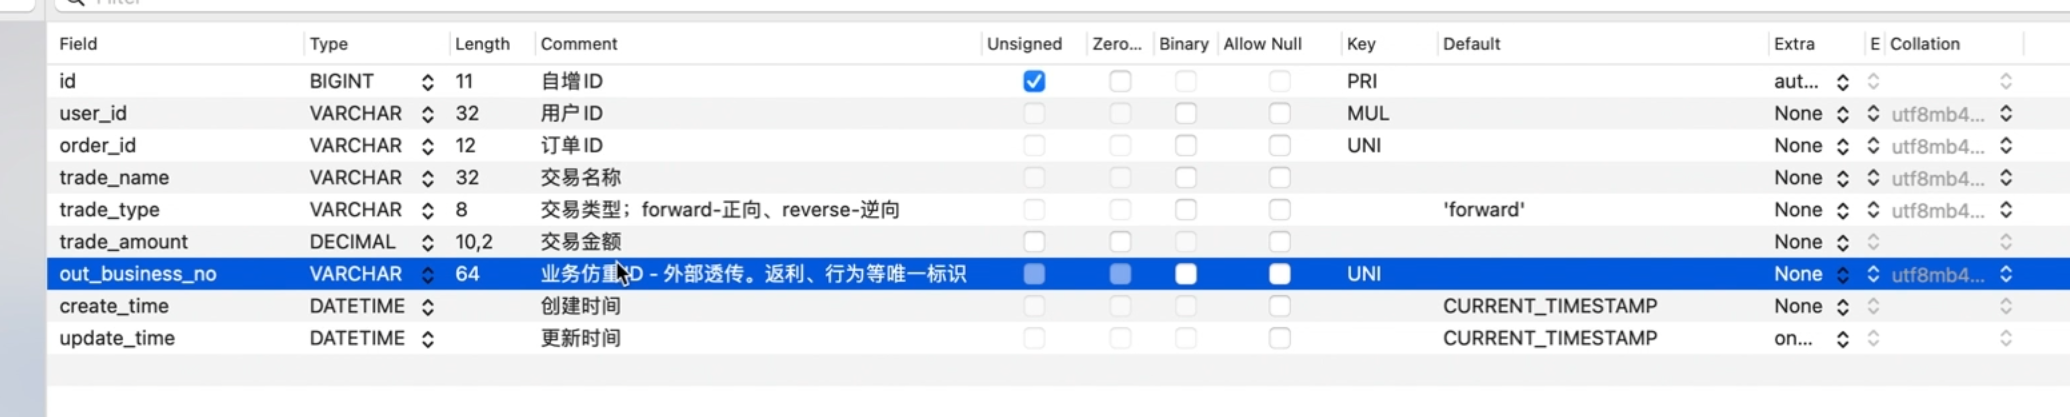 Filter
Field Type Length Comment Unsigned Zero... Binary Allow Null Key Default Extra E Collation
id BIGINT 11 自增ID PRI aut...
user_id VARCHAR 32 用户ID MUL None utf8mb4...
order_id VARCHAR 12 订单ID UNI None utf8mb4...
trade_name VARCHAR 32 交易名称 None utf8mb4...
trade_type VARCHAR 8 交易类型；forward-正向、reverse-逆向 'forward' None utf8mb4...
trade_amount DECIMAL 10,2 交易金额 None
out_business_no VARCHAR 64 业务仿重ID - 外部透传。返利、行为等唯一标识 UNI None utf8mb4...
create_time DATETIME 创建时间 CURRENT_TIMESTAMP None
update_time DATETIME 更新时间 CURRENT_TIMESTAMP on...